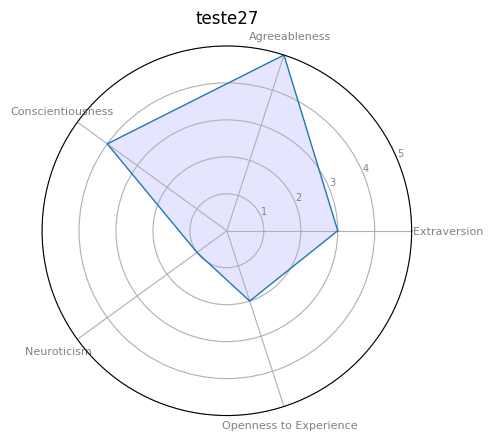 teste27
Agreeableness
Conscientiousness
5
4
3
2
1
Extraversion
Neuroticism
Openness to Experience